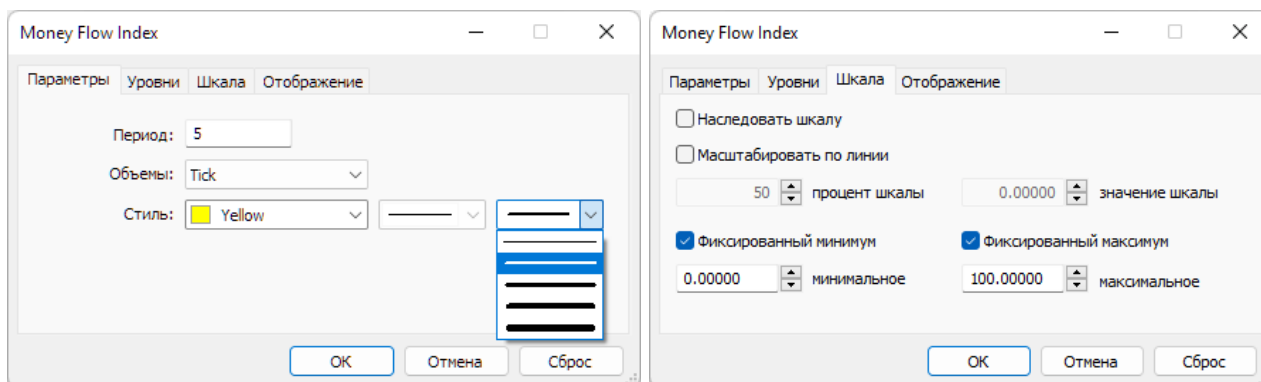 Money Flow Index
Параметры Уровни Шкала Отображение
Период: 5
Объемы: Tick
Стиль: Yellow
ОК Отмена Сброс
Money Flow Index
Параметры Уровни Шкала Отображение
Наследовать шкалу
Масштабировать по линии
50 процент шкалы 0.00000 значение шкалы
Фиксированный минимум Фиксированный максимум
0.00000 минимальное 100.00000 максимальное
ОК Отмена Сброс